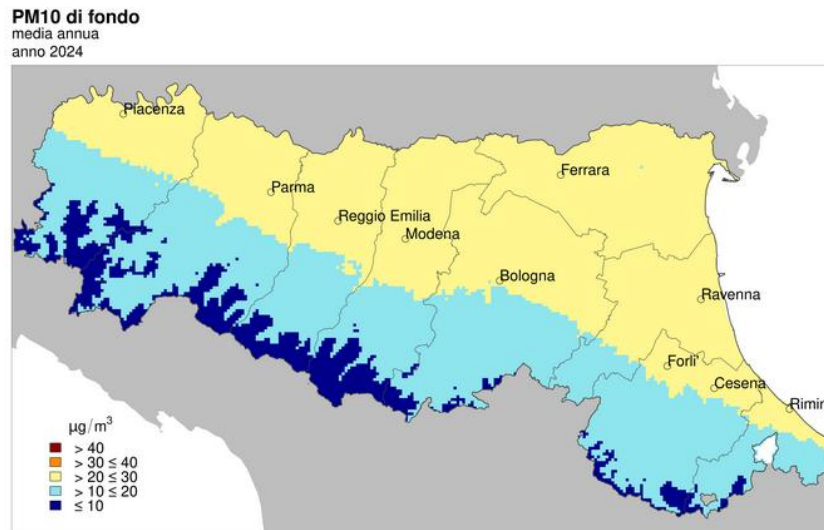 PM10 di fondo
media annua
anno 2024
Piacenza
Parma
Ferrara
Reggio Emilia
Modena
Bologna
Ravenna
Forli'
Cesena
Rimin
µg/m³
> 40
> 30 ≤ 40
> 20 ≤ 30
> 10 ≤ 20
≤ 10